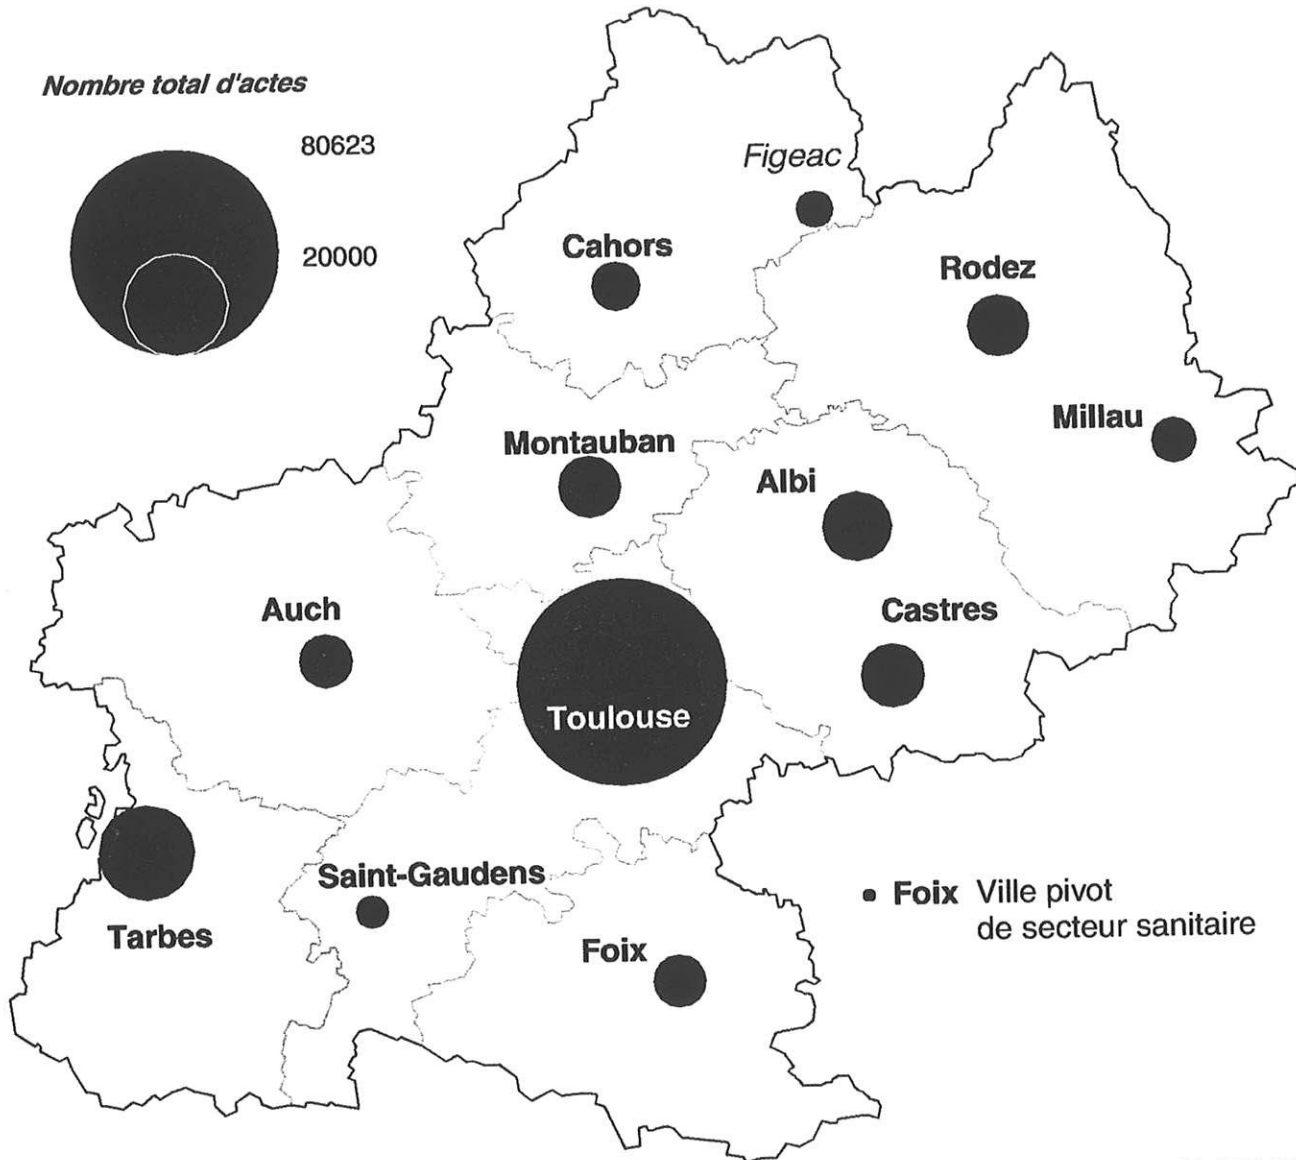 Nombre total d'actes
80623
20000
Figeac
Cahors
Rodez
Millau
Montauban
Albi
Auch
Castres
Toulouse
Saint-Gaudens
Tarbes
Foix
Foix Ville pivot
de secteur sanitaire